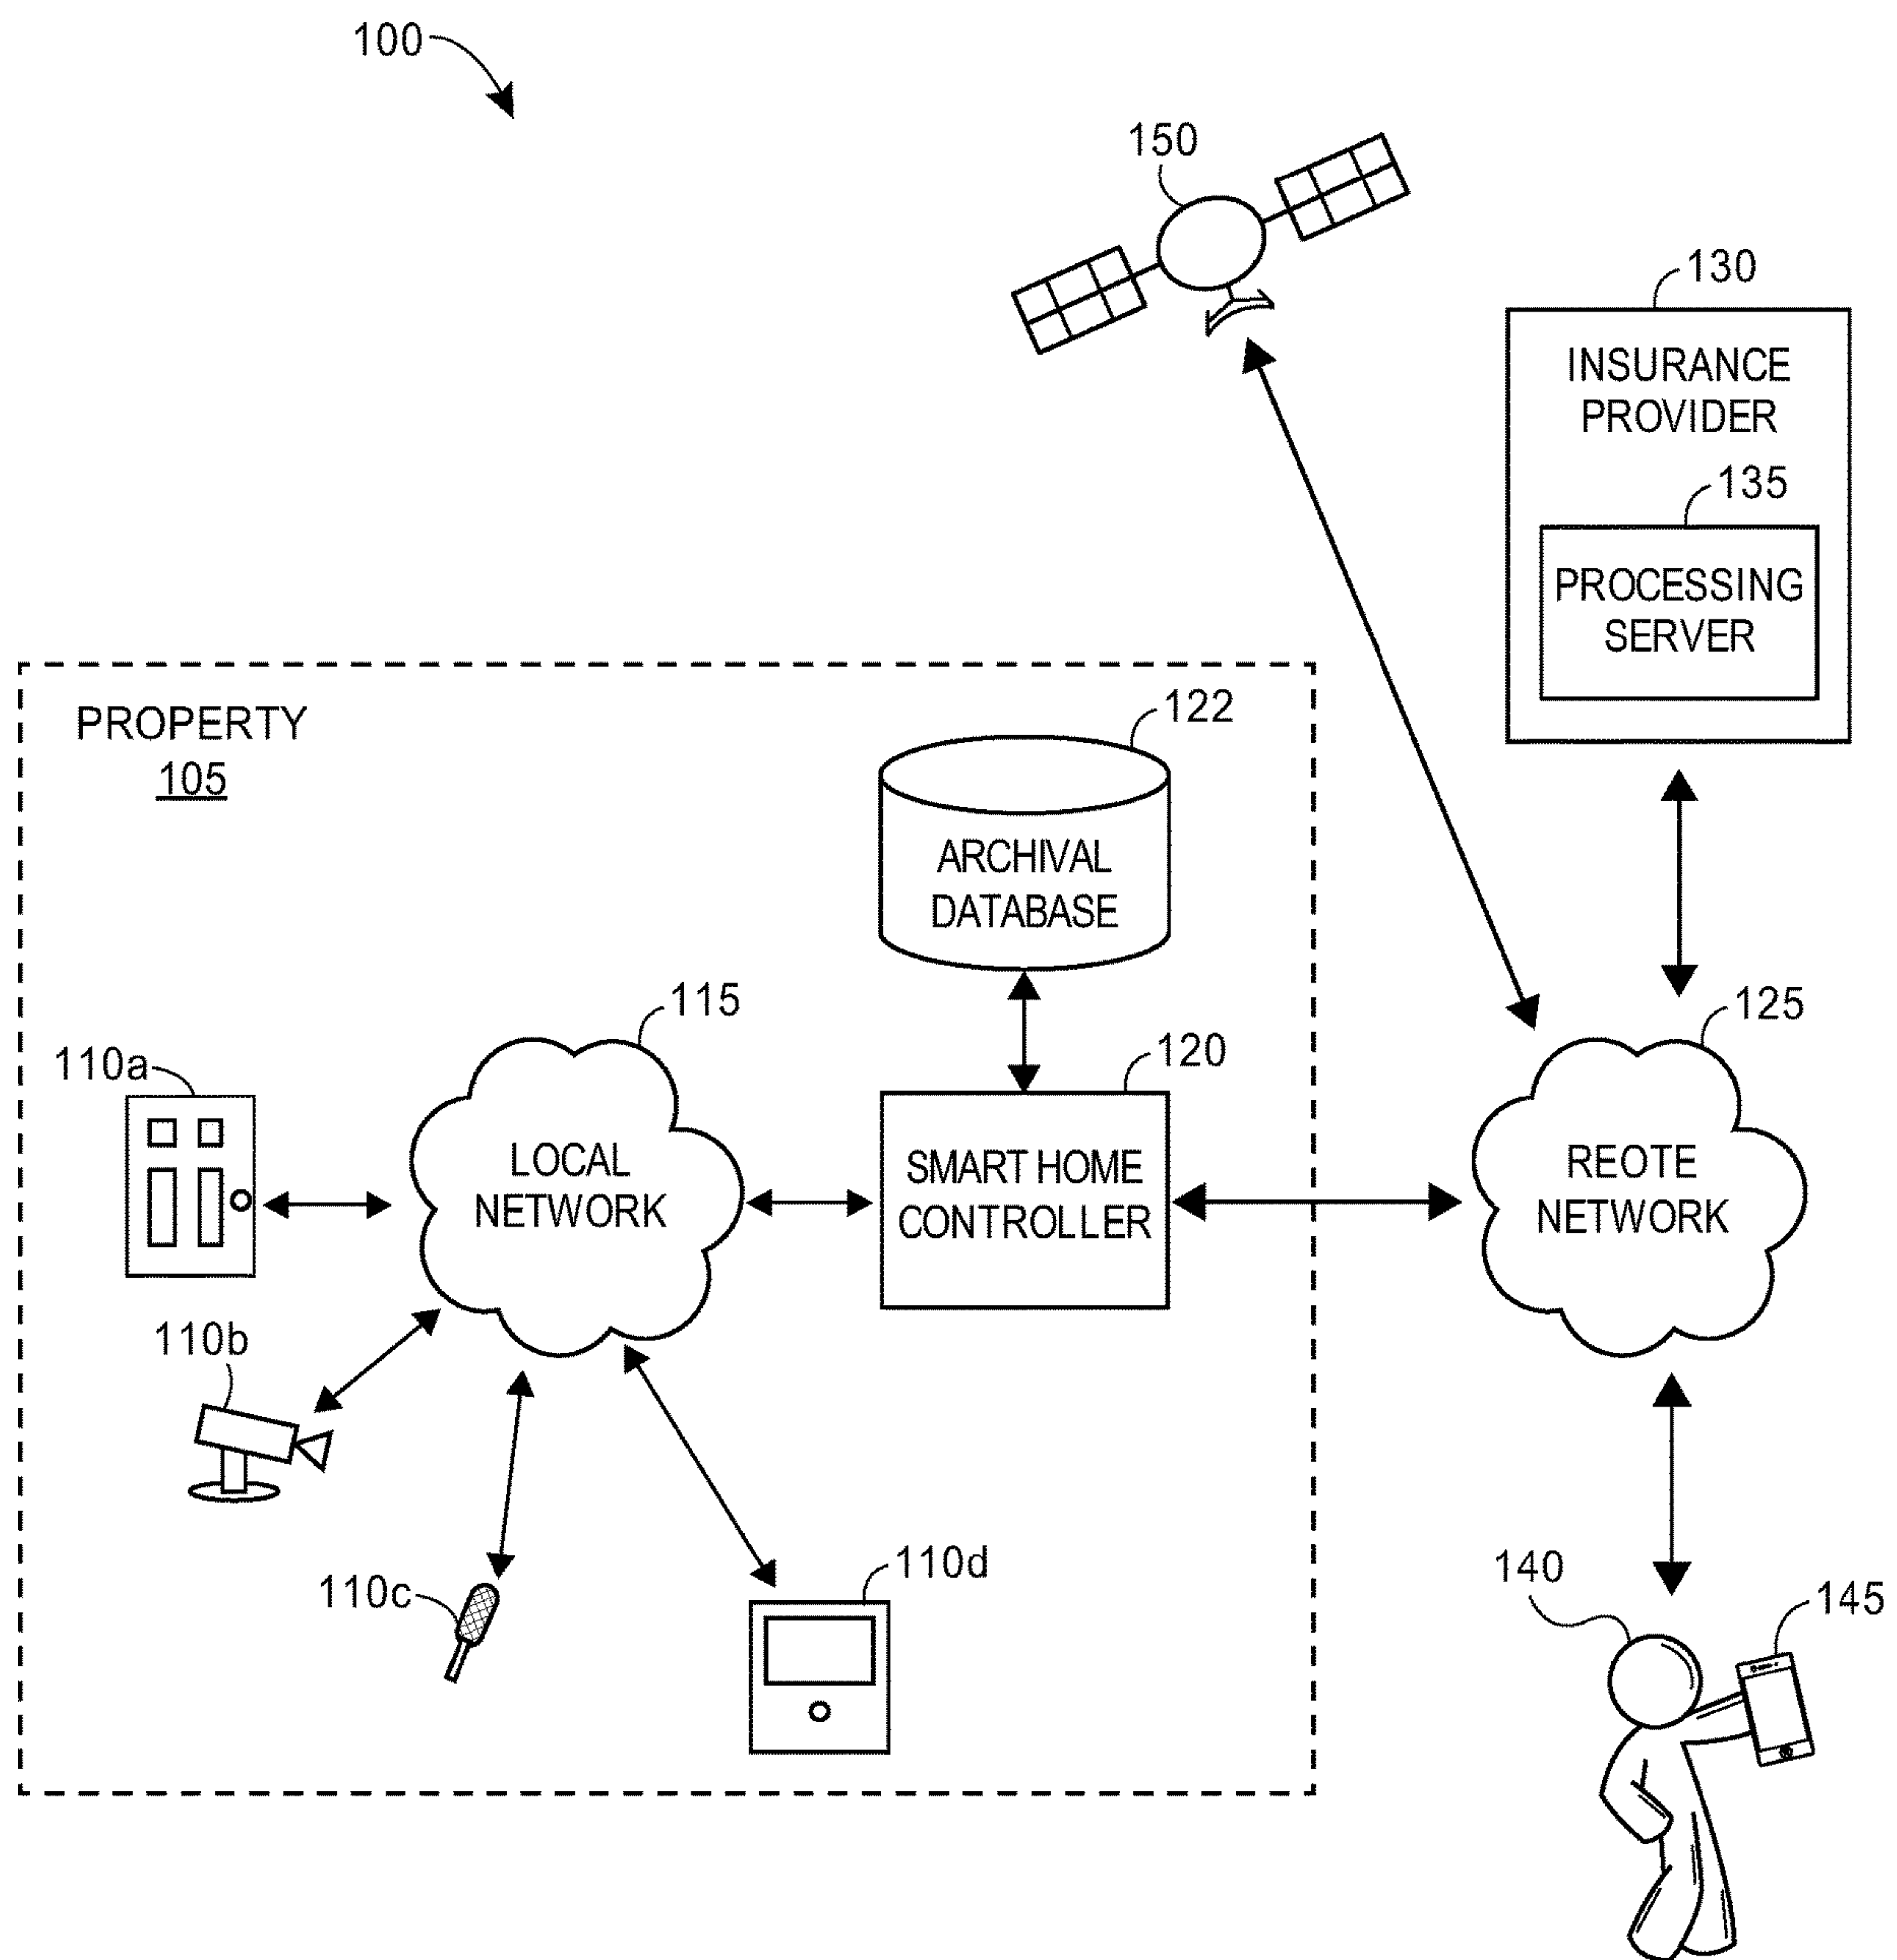 100
150
130
INSURANCE
PROVIDER
135
PROCESSING
SERVER
PROPERTY
105
122
ARCHIVAL
DATABASE
115
LOCAL
NETWORK
120
SMART HOME
CONTROLLER
125
REOTE
NETWORK
110a
110b
110c
110d
140
145